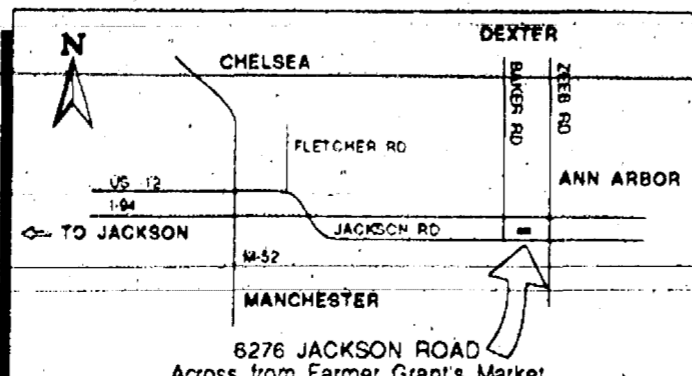 N
DEXTER
CHELSEA
BAKER RD
ZEEB RD
FLETCHER RD
ANN ARBOR
US-12
I-94
TO JACKSON
JACKSON RD
M-52
MANCHESTER
6276 JACKSON ROAD
Across from Farmer Grant's Market